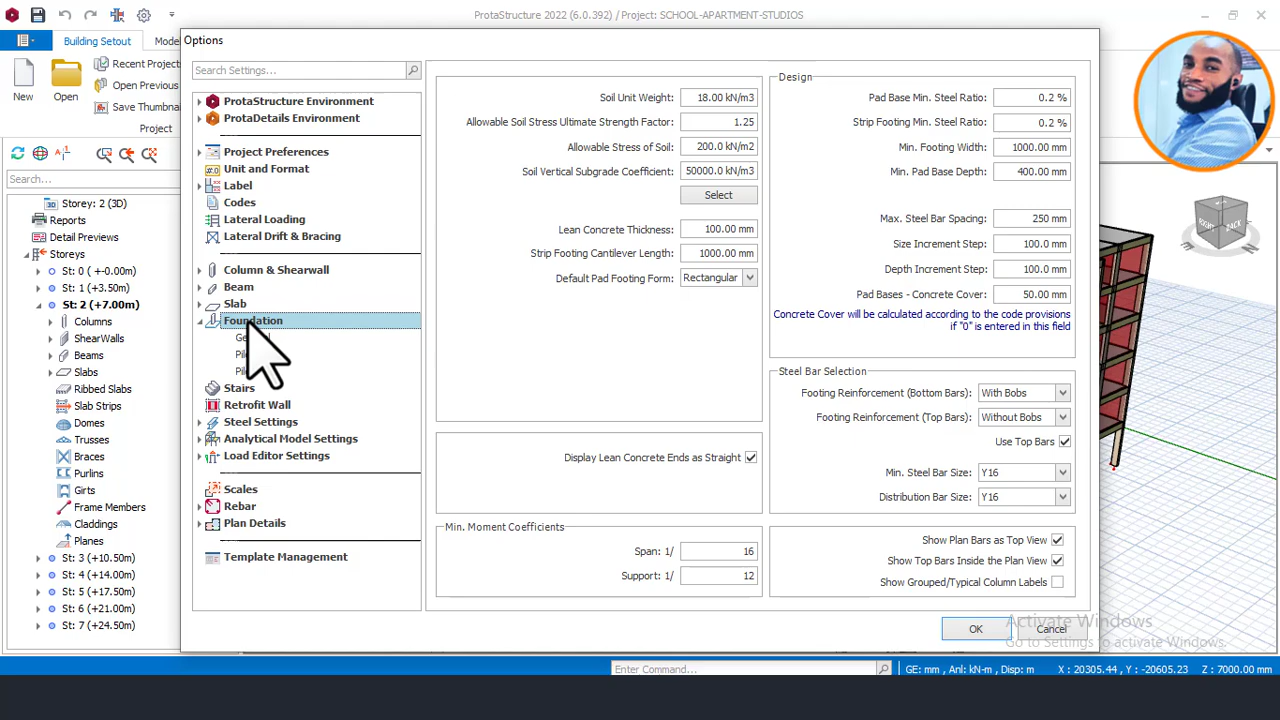 ProtaStructure 2022 (6.0.392) / Project: SCHOOL-APARTMENT-STUDIOS
Building Setout
Options
New
Open
Recent Project
Open Previous
Save Thumbna
Project
Search...
Storey: 2 (3D)
Reports
Detail Previews
Storeys
St: 0 ( +-0.00m)
St: 1 (+3.50m)
St: 2 (+7.00m)
Columns
ShearWalls
Beams
Slabs
Ribbed Slabs
Slab Strips
Domes
Trusses
Braces
Purlins
Girts
Frame Members
Claddings
Planes
St: 3 (+10.50m)
St: 4 (+14.00m)
St: 5 (+17.50m)
St: 6 (+21.00m)
St: 7 (+24.50m)
Search Settings...
ProtaStructure Environment
ProtaDetails Environment
Project Preferences
Unit and Format
Label
Codes
Lateral Loading
Lateral Drift & Bracing
Column & Shearwall
Beam
Slab
Foundation
Stairs
Retrofit Wall
Steel Settings
Analytical Model Settings
Load Editor Settings
Scales
Rebar
Plan Details
Template Management
Soil Unit Weight: 18.00 kN/m3
Allowable Soil Stress Ultimate Strength Factor: 1.25
Allowable Stress of Soil: 200.0 kN/m2
Soil Vertical Subgrade Coefficient: 50000.0 kN/m3
Select
Lean Concrete Thickness: 100.00 mm
Strip Footing Cantilever Length: 1000.00 mm
Default Pad Footing Form: Rectangular
Display Lean Concrete Ends as Straight
Min. Moment Coefficients
Span: 1/ 16
Support: 1/ 12
Design
Pad Base Min. Steel Ratio: 0.2 %
Strip Footing Min. Steel Ratio: 0.2 %
Min. Footing Width: 1000.00 mm
Min. Pad Base Depth: 400.00 mm
Max. Steel Bar Spacing: 250 mm
Size Increment Step: 100.0 mm
Depth Increment Step: 100.0 mm
Pad Bases - Concrete Cover: 50.00 mm
Concrete Cover will be calculated according to the code provisions
if "0" is entered in this field
Steel Bar Selection
Footing Reinforcement (Bottom Bars): With Bobs
Footing Reinforcement (Top Bars): Without Bobs
Use Top Bars
Min. Steel Bar Size: Y16
Distribution Bar Size: Y16
Show Plan Bars as Top View
Show Top Bars Inside the Plan View
Show Grouped/Typical Column Labels
OK
Cancel
BACK
Activate Windows
Go to Settings to activate Windows.
Enter Command...
GE: mm , Anl: kN-m , Disp: m
X : 20305.44 , Y : -20605.23
Z : 7000.00 mm